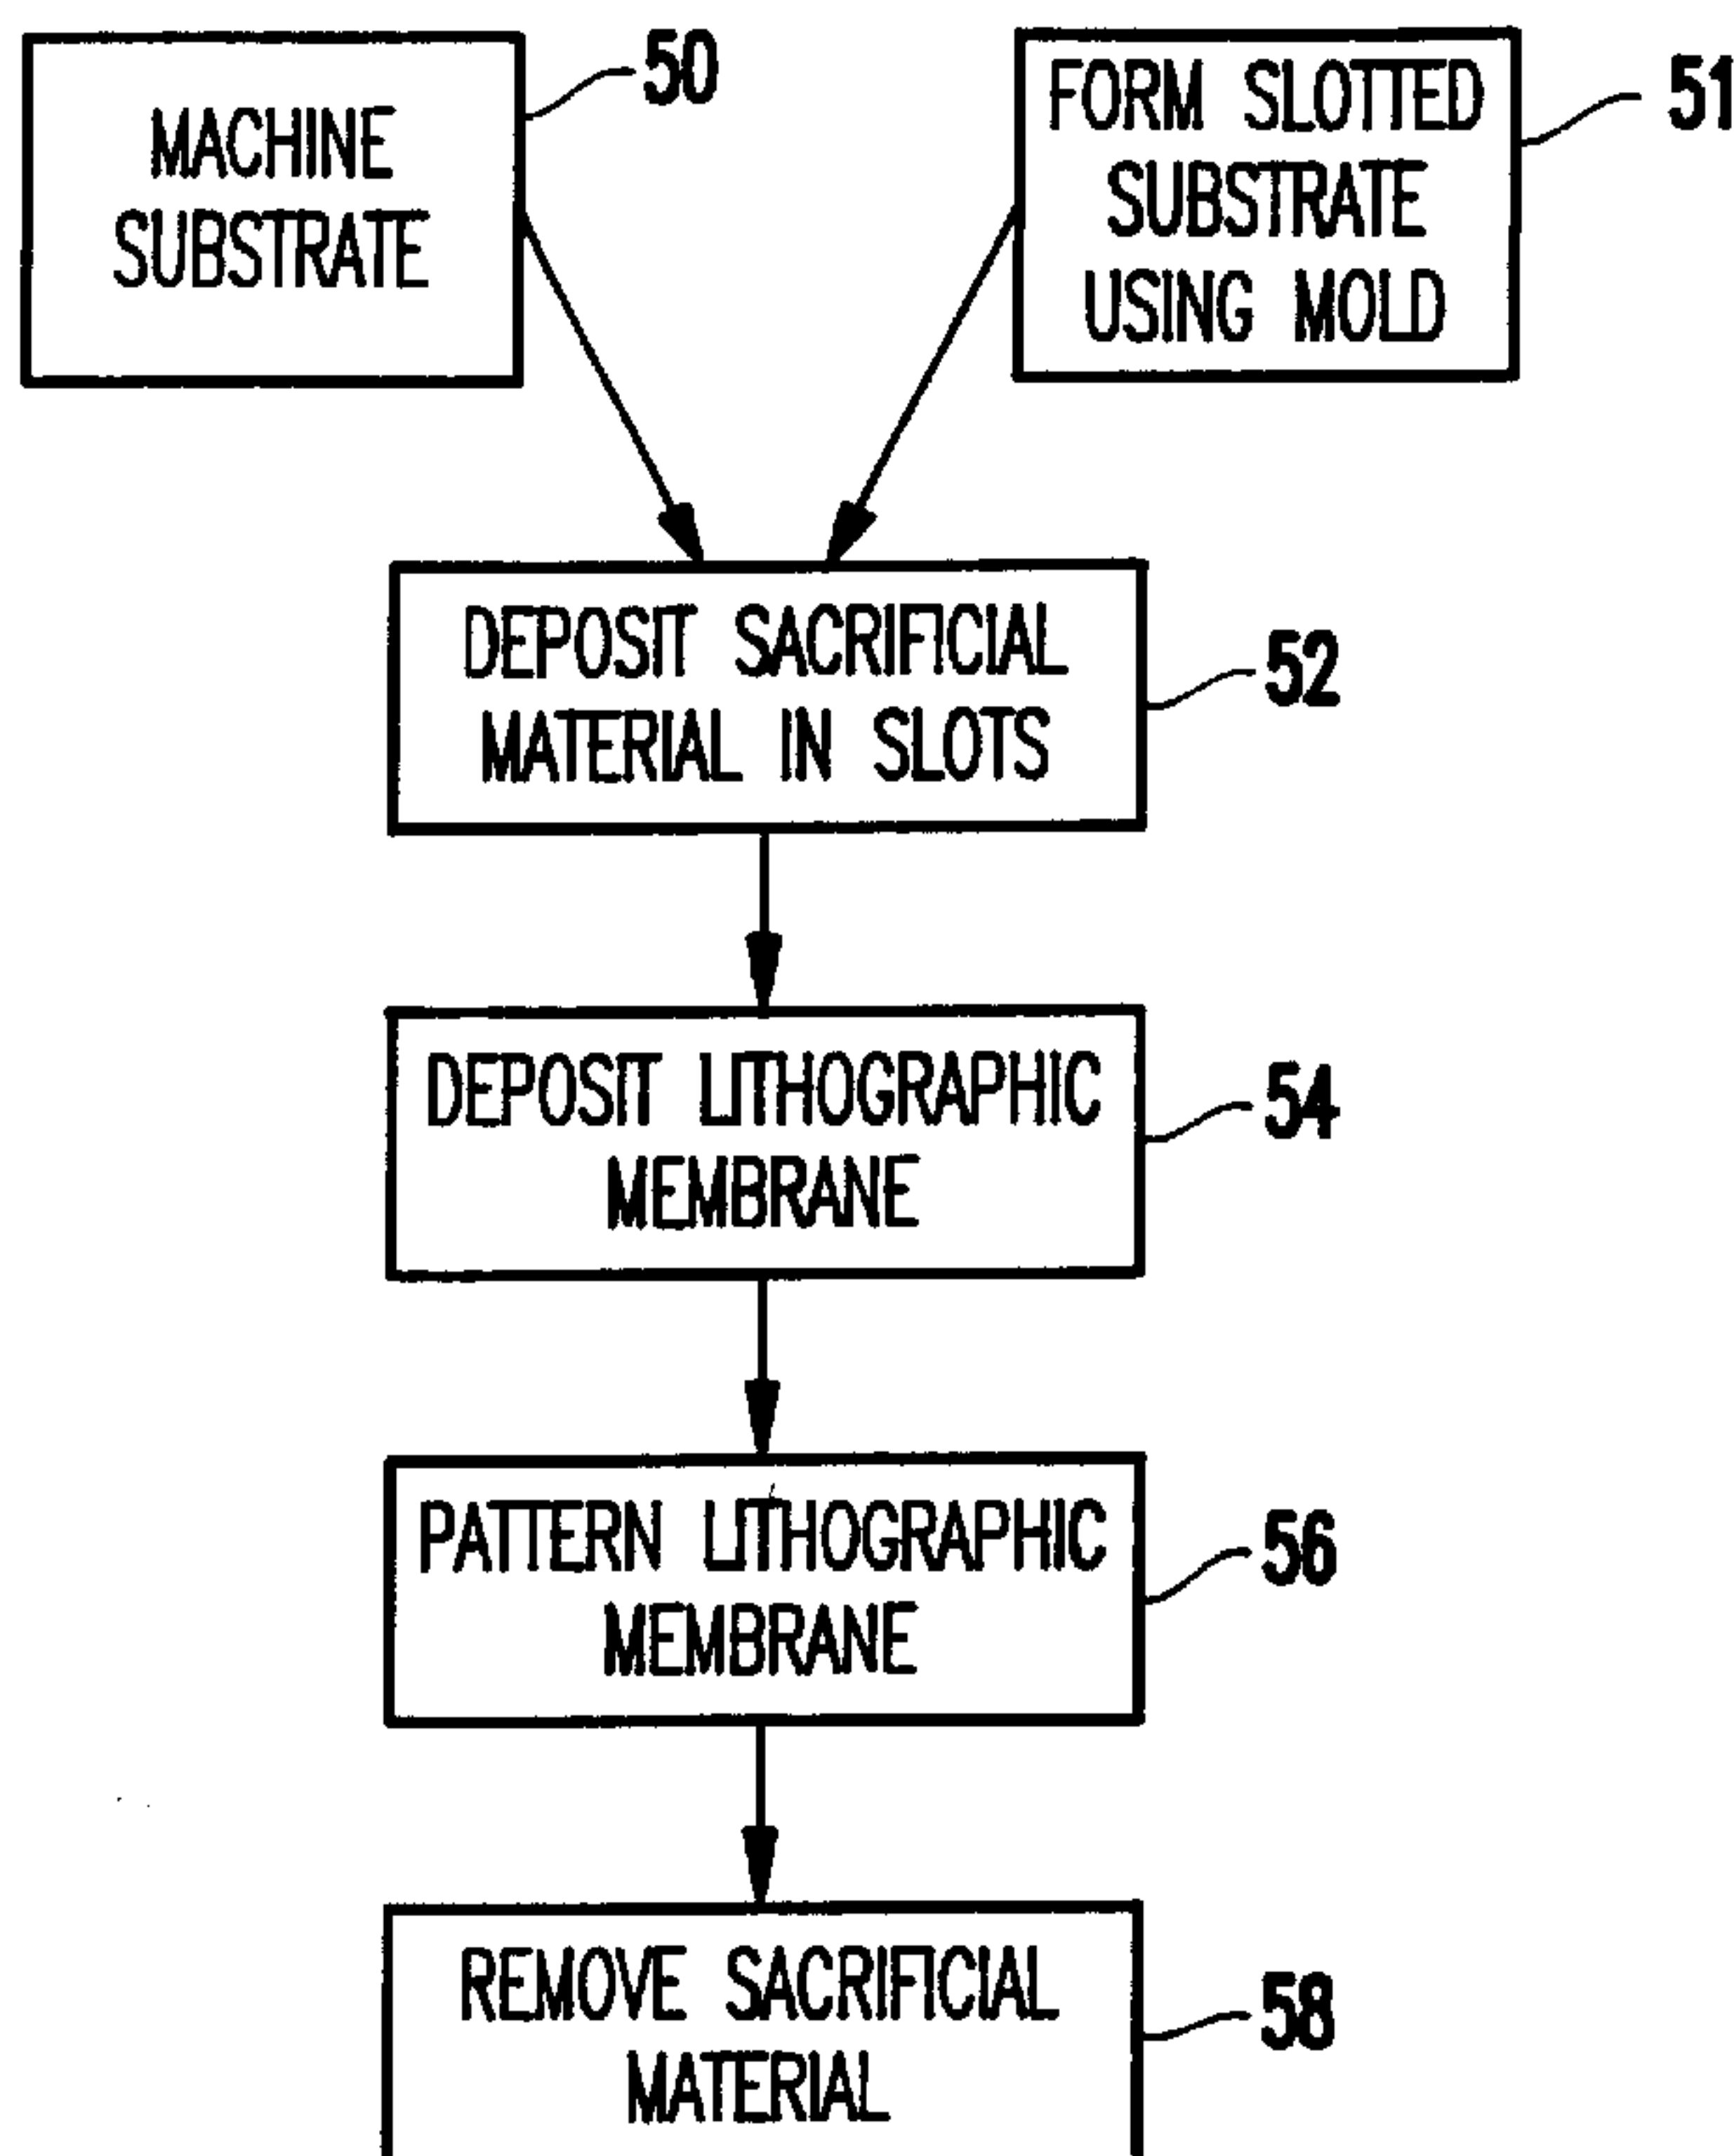 MACHINE
SUBSTRATE
50
FORM SLOTTED
SUBSTRATE
USING MOLD
51
DEPOSIT SACRIFICIAL
MATERIAL IN SLOTS
52
DEPOSIT LITHOGRAPHIC
MEMBRANE
54
PATTERN LITHOGRAPHIC
MEMBRANE
56
REMOVE SACRIFICIAL
MATERIAL
58